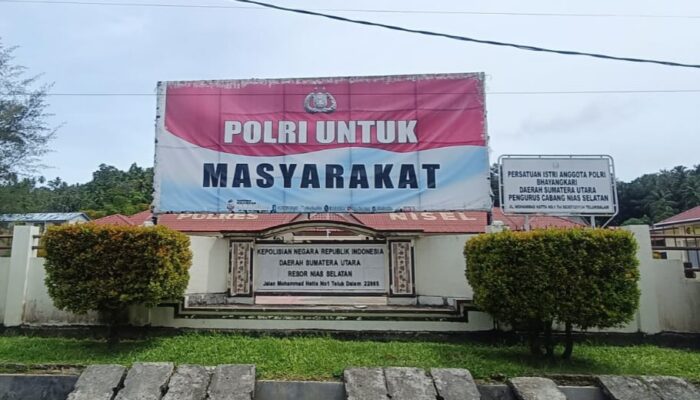 POLRI UNTUK
MASYARAKAT
POLRES
NISEL
KEPOLISIAN NEGARA REPUBLIK INDONESIA
DAERAH SUMATERA UTARA
RESOR NIAS SELATAN
Jalan Mohammad Hatta No1 Teluk Dalam 22865
PERSATUAN ISTRI ANGGOTA POLRI
BHAYANGKARI
DAERAH SUMATERA UTARA
PENGURUS CABANG NIAS SELATAN